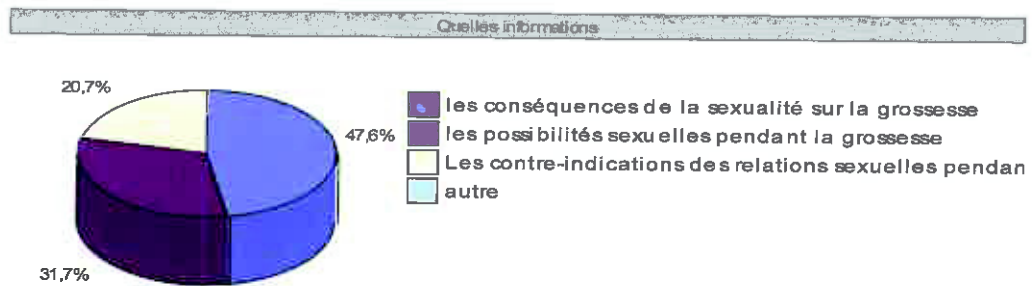 Quelles informations
20,7%
47,6%
31,7%
les conséquences de la sexualité sur la grossesse
les possibilités sexuelles pendant la grossesse
Les contre-indications des relations sexuelles pendan
autre